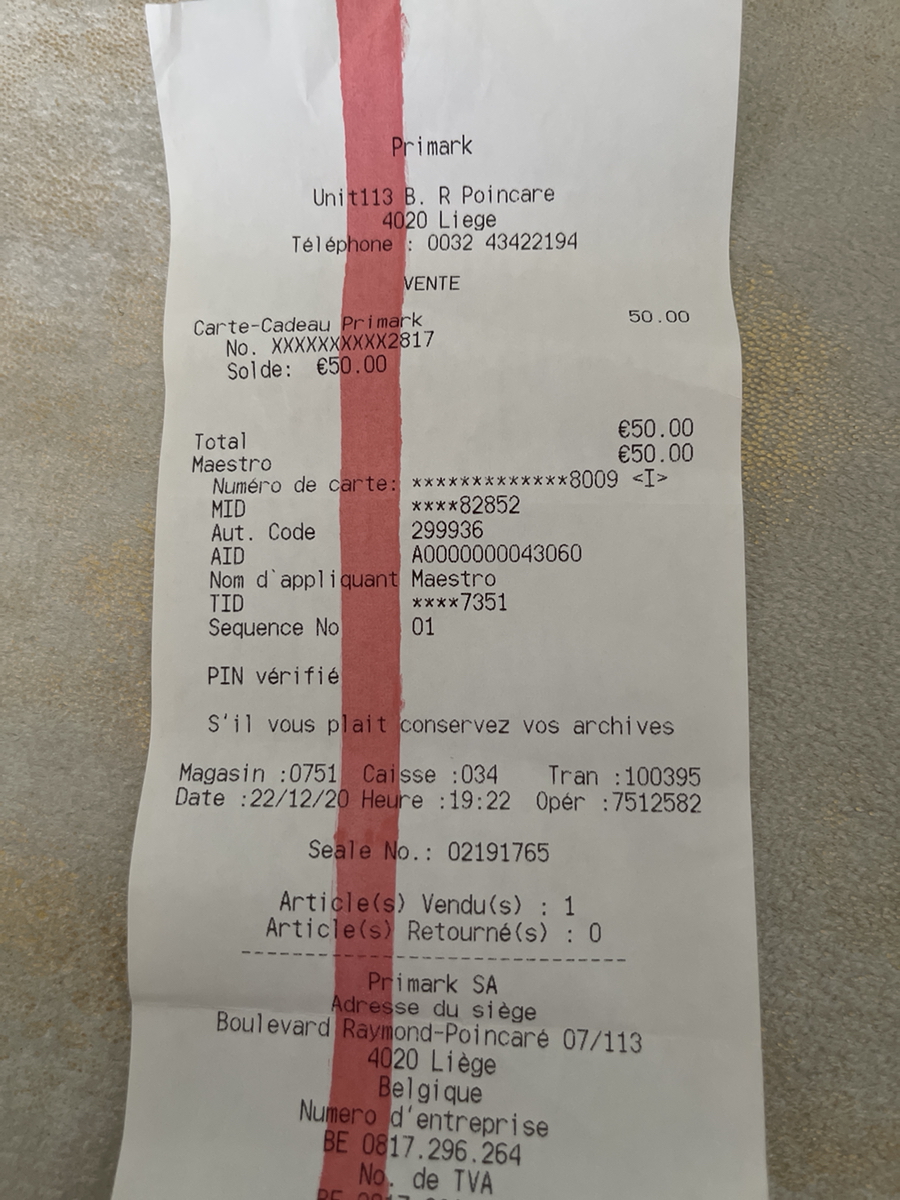 Primark
Unit113 B. R Poincare
4020 Liege
Téléphone : 0032 43422194
VENTE
Carte-Cadeau Primark 50.00
No. XXXXXXXXXX2817
Solde: €50.00
Total €50.00
Maestro €50.00
Numéro de carte: *************8009 <I>
MID ****82852
Aut. Code 299936
AID A0000000043060
Nom d`appliquant Maestro
TID ****7351
Sequence No 01
PIN vérifié
S'il vous plait conservez vos archives
Magasin :0751 Caisse :034 Tran :100395
Date :22/12/20 Heure :19:22 Opér :7512582
Seale No.: 02191765
Article(s) Vendu(s) : 1
Article(s) Retourné(s) : 0
------------------------------
Primark SA
Adresse du siège
Boulevard Raymond-Poincaré 07/113
4020 Liège
Belgique
Numero d'entreprise
BE 0817.296.264
No. de TVA